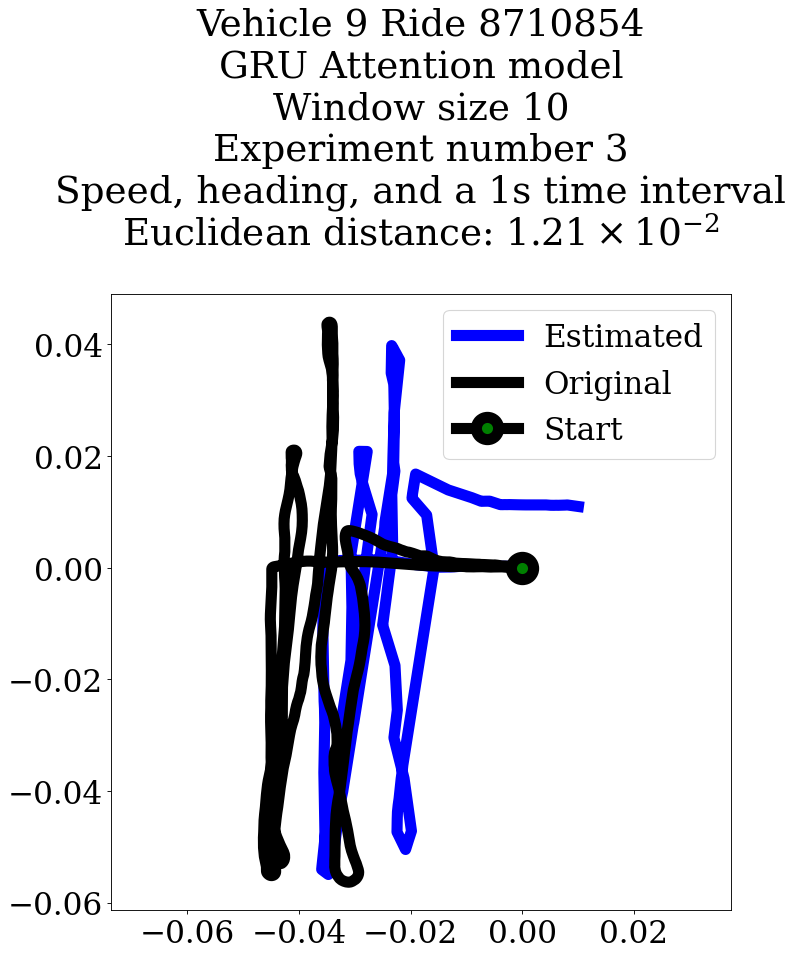 Vehicle 9 Ride 8710854
GRU Attention model
Window size 10
Experiment number 3
Speed, heading, and a 1s time interval
Euclidean distance: 1.21 × 10⁻²
Estimated
Original
Start
0.04
0.02
0.00
−0.02
−0.04
−0.06
−0.06 −0.04 −0.02 0.00 0.02